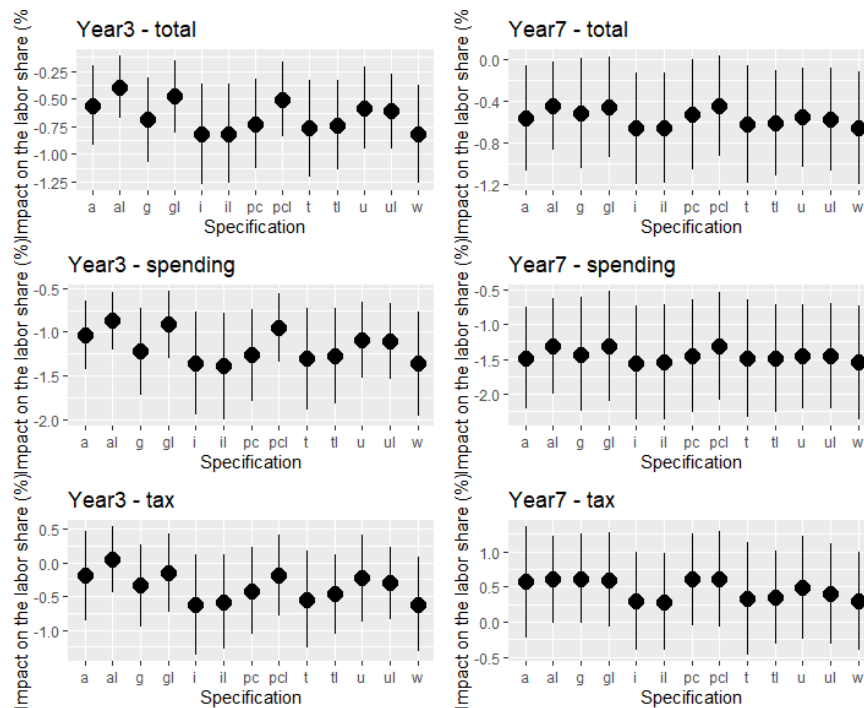 Year3 - total
Impact on the labor share (%
-0.25
-0.50
-0.75
-1.00
-1.25
a al g gl i il pc pcl t tl u ul w
Specification
Year7 - total
Impact on the labor share (%
0.0
-0.4
-0.8
-1.2
a al g gl i il pc pcl t tl u ul w
Specification
Year3 - spending
Impact on the labor share (%)
-0.5
-1.0
-1.5
-2.0
a al g gl i il pc pcl t tl u ul w
Specification
Year7 - spending
Impact on the labor share (%)
-0.5
-1.0
-1.5
-2.0
a al g gl i il pc pcl t tl u ul w
Specification
Year3 - tax
Impact on the labor share (%)
0.5
0.0
-0.5
-1.0
a al g gl i il pc pcl t tl u ul w
Specification
Year7 - tax
Impact on the labor share (%)
1.0
0.5
0.0
-0.5
a al g gl i il pc pcl t tl u ul w
Specification